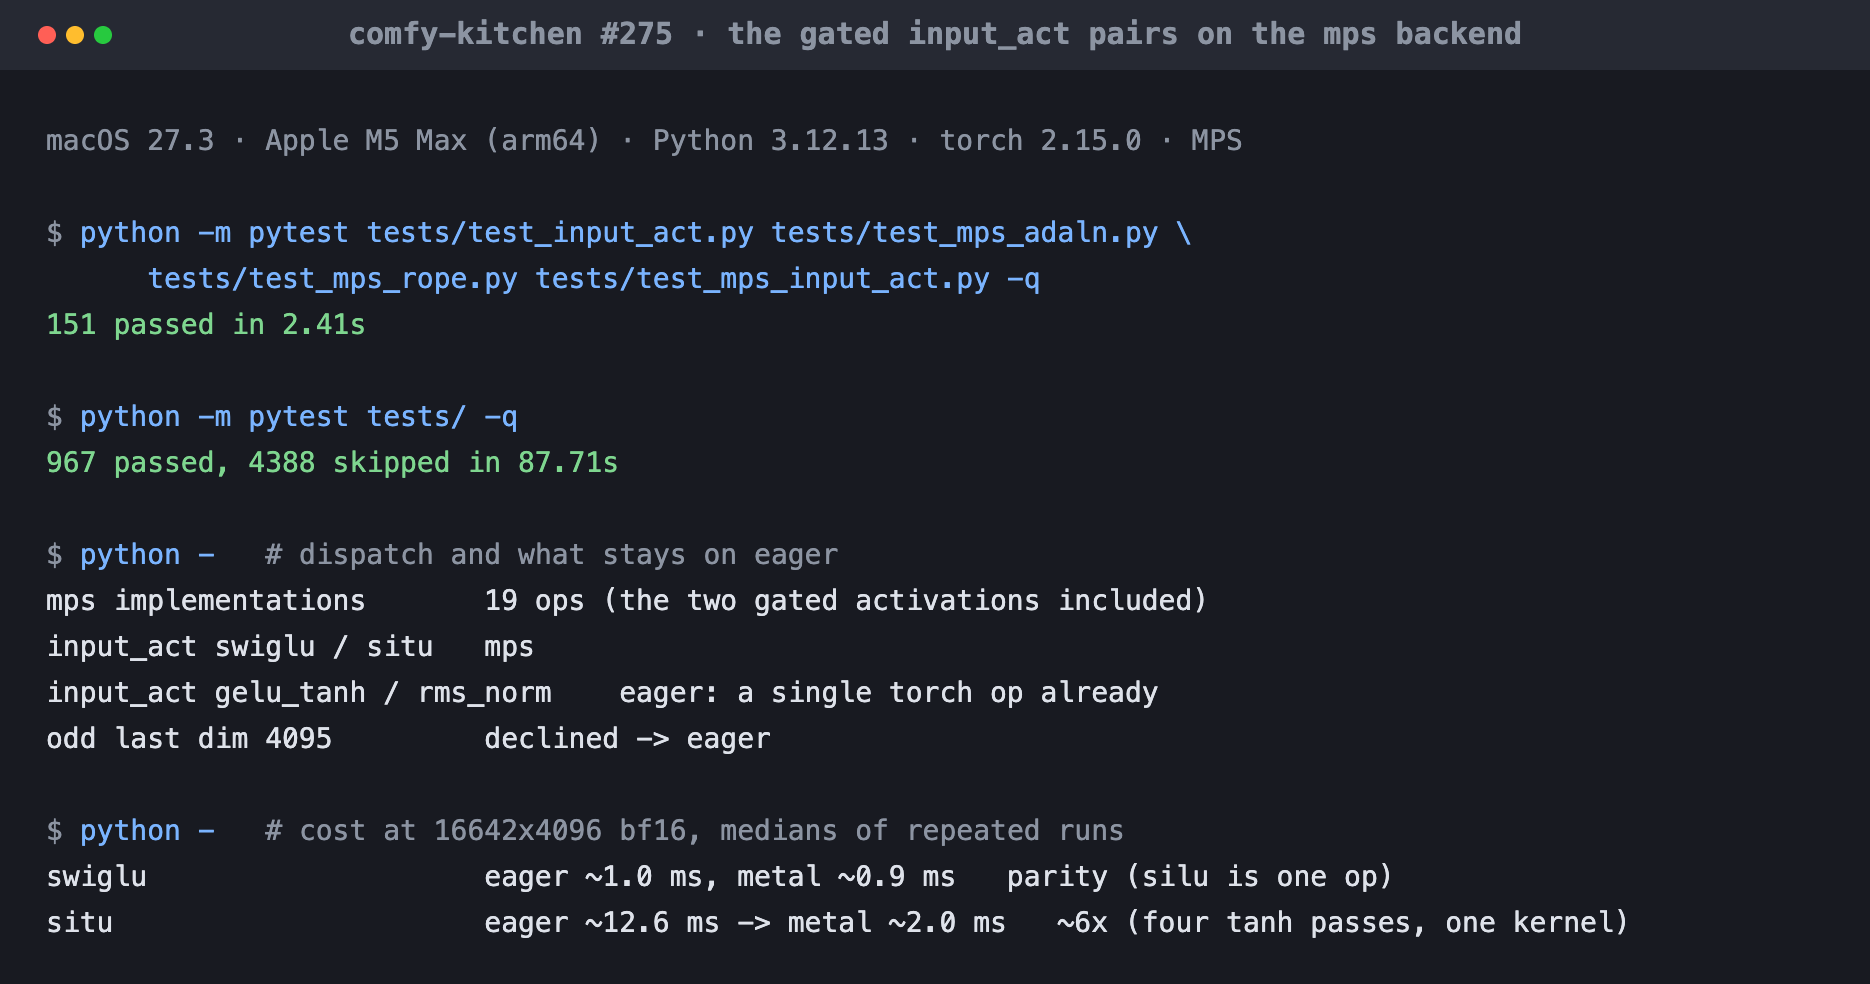 comfy-kitchen #275 · the gated input_act pairs on the mps backend
macOS 27.3 · Apple M5 Max (arm64) · Python 3.12.13 · torch 2.15.0 · MPS
$ python -m pytest tests/test_input_act.py tests/test_mps_adaln.py \
tests/test_mps_rope.py tests/test_mps_input_act.py -q
151 passed in 2.41s
$ python -m pytest tests/ -q
967 passed, 4388 skipped in 87.71s
$ python -   # dispatch and what stays on eager
mps implementations       19 ops (the two gated activations included)
input_act swiglu / situ   mps
input_act gelu_tanh / rms_norm    eager: a single torch op already
odd last dim 4095         declined -> eager
$ python -   # cost at 16642x4096 bf16, medians of repeated runs
swiglu                    eager ~1.0 ms, metal ~0.9 ms   parity (silu is one op)
situ                      eager ~12.6 ms -> metal ~2.0 ms   ~6x (four tanh passes, one kernel)